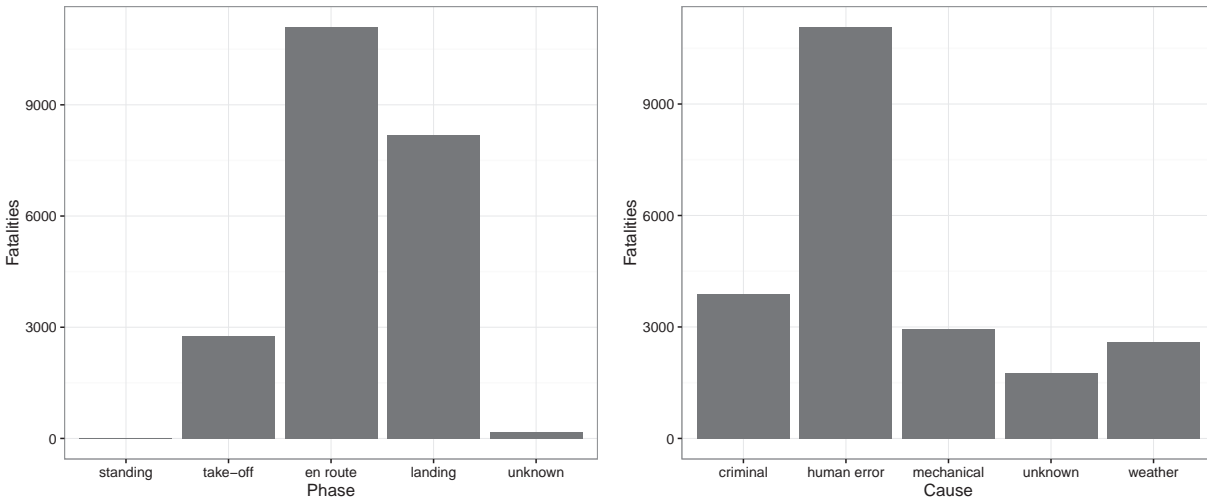 Fatalities
9000
6000
3000
0
standing
take−off
en route
landing
unknown
Phase
Fatalities
9000
6000
3000
0
criminal
human error
mechanical
unknown
weather
Cause